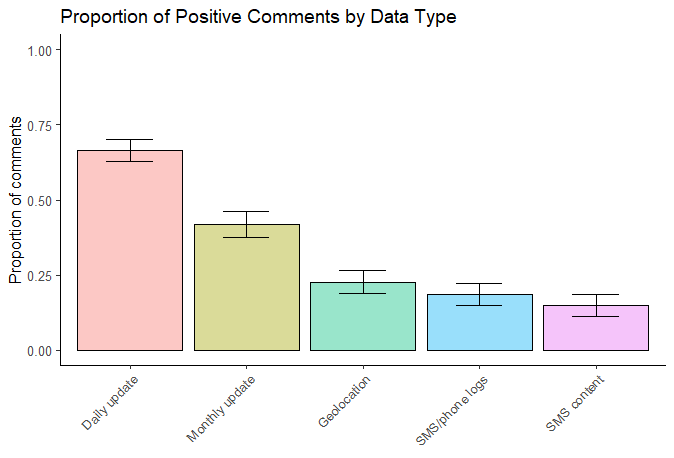 Proportion of Positive Comments by Data Type
Proportion of comments
1.00
0.75
0.50
0.25
0.00
Daily update
Monthly update
Geolocation
SMS/phone logs
SMS content